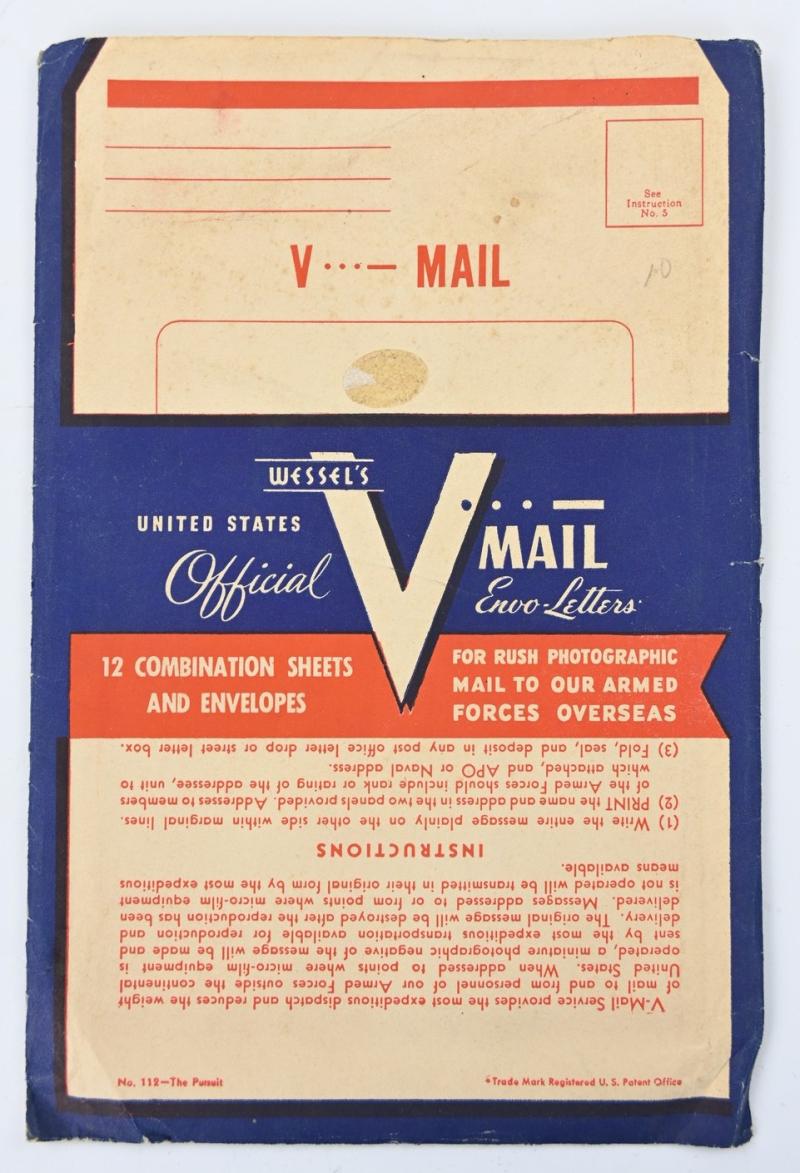 See
Instruction
No. 5
V ···— MAIL
WESSEL'S
UNITED STATES
Official
V ···—
MAIL
Envo-Letters
12 COMBINATION SHEETS
AND ENVELOPES
FOR RUSH PHOTOGRAPHIC
MAIL TO OUR ARMED
FORCES OVERSEAS
V-Mail Service provides the most expeditious dispatch and reduces the weight
of mail to and from personnel of our Armed Forces outside the continental
United States. When addressed to points where micro-film equipment is
operated, a miniature photographic negative of the message will be made and
sent by the most expeditious transportation available for reproduction and
delivery. The original message will be destroyed after the reproduction has been
delivered. Messages addressed to or from points where micro-film equipment
is not operated will be transmitted in their original form by the most expeditious
means available.
INSTRUCTIONS
(1) Write the entire message plainly on the other side within marginal lines.
(2) PRINT the name and address in the two panels provided. Addresses to members
of the Armed Forces should include rank or rating of the addressee, unit to
which attached, and APO or Naval address.
(3) Fold, seal, and deposit in any post office letter drop or street letter box.
No. 112—The Pursuit
*Trade Mark Registered U. S. Patent Office